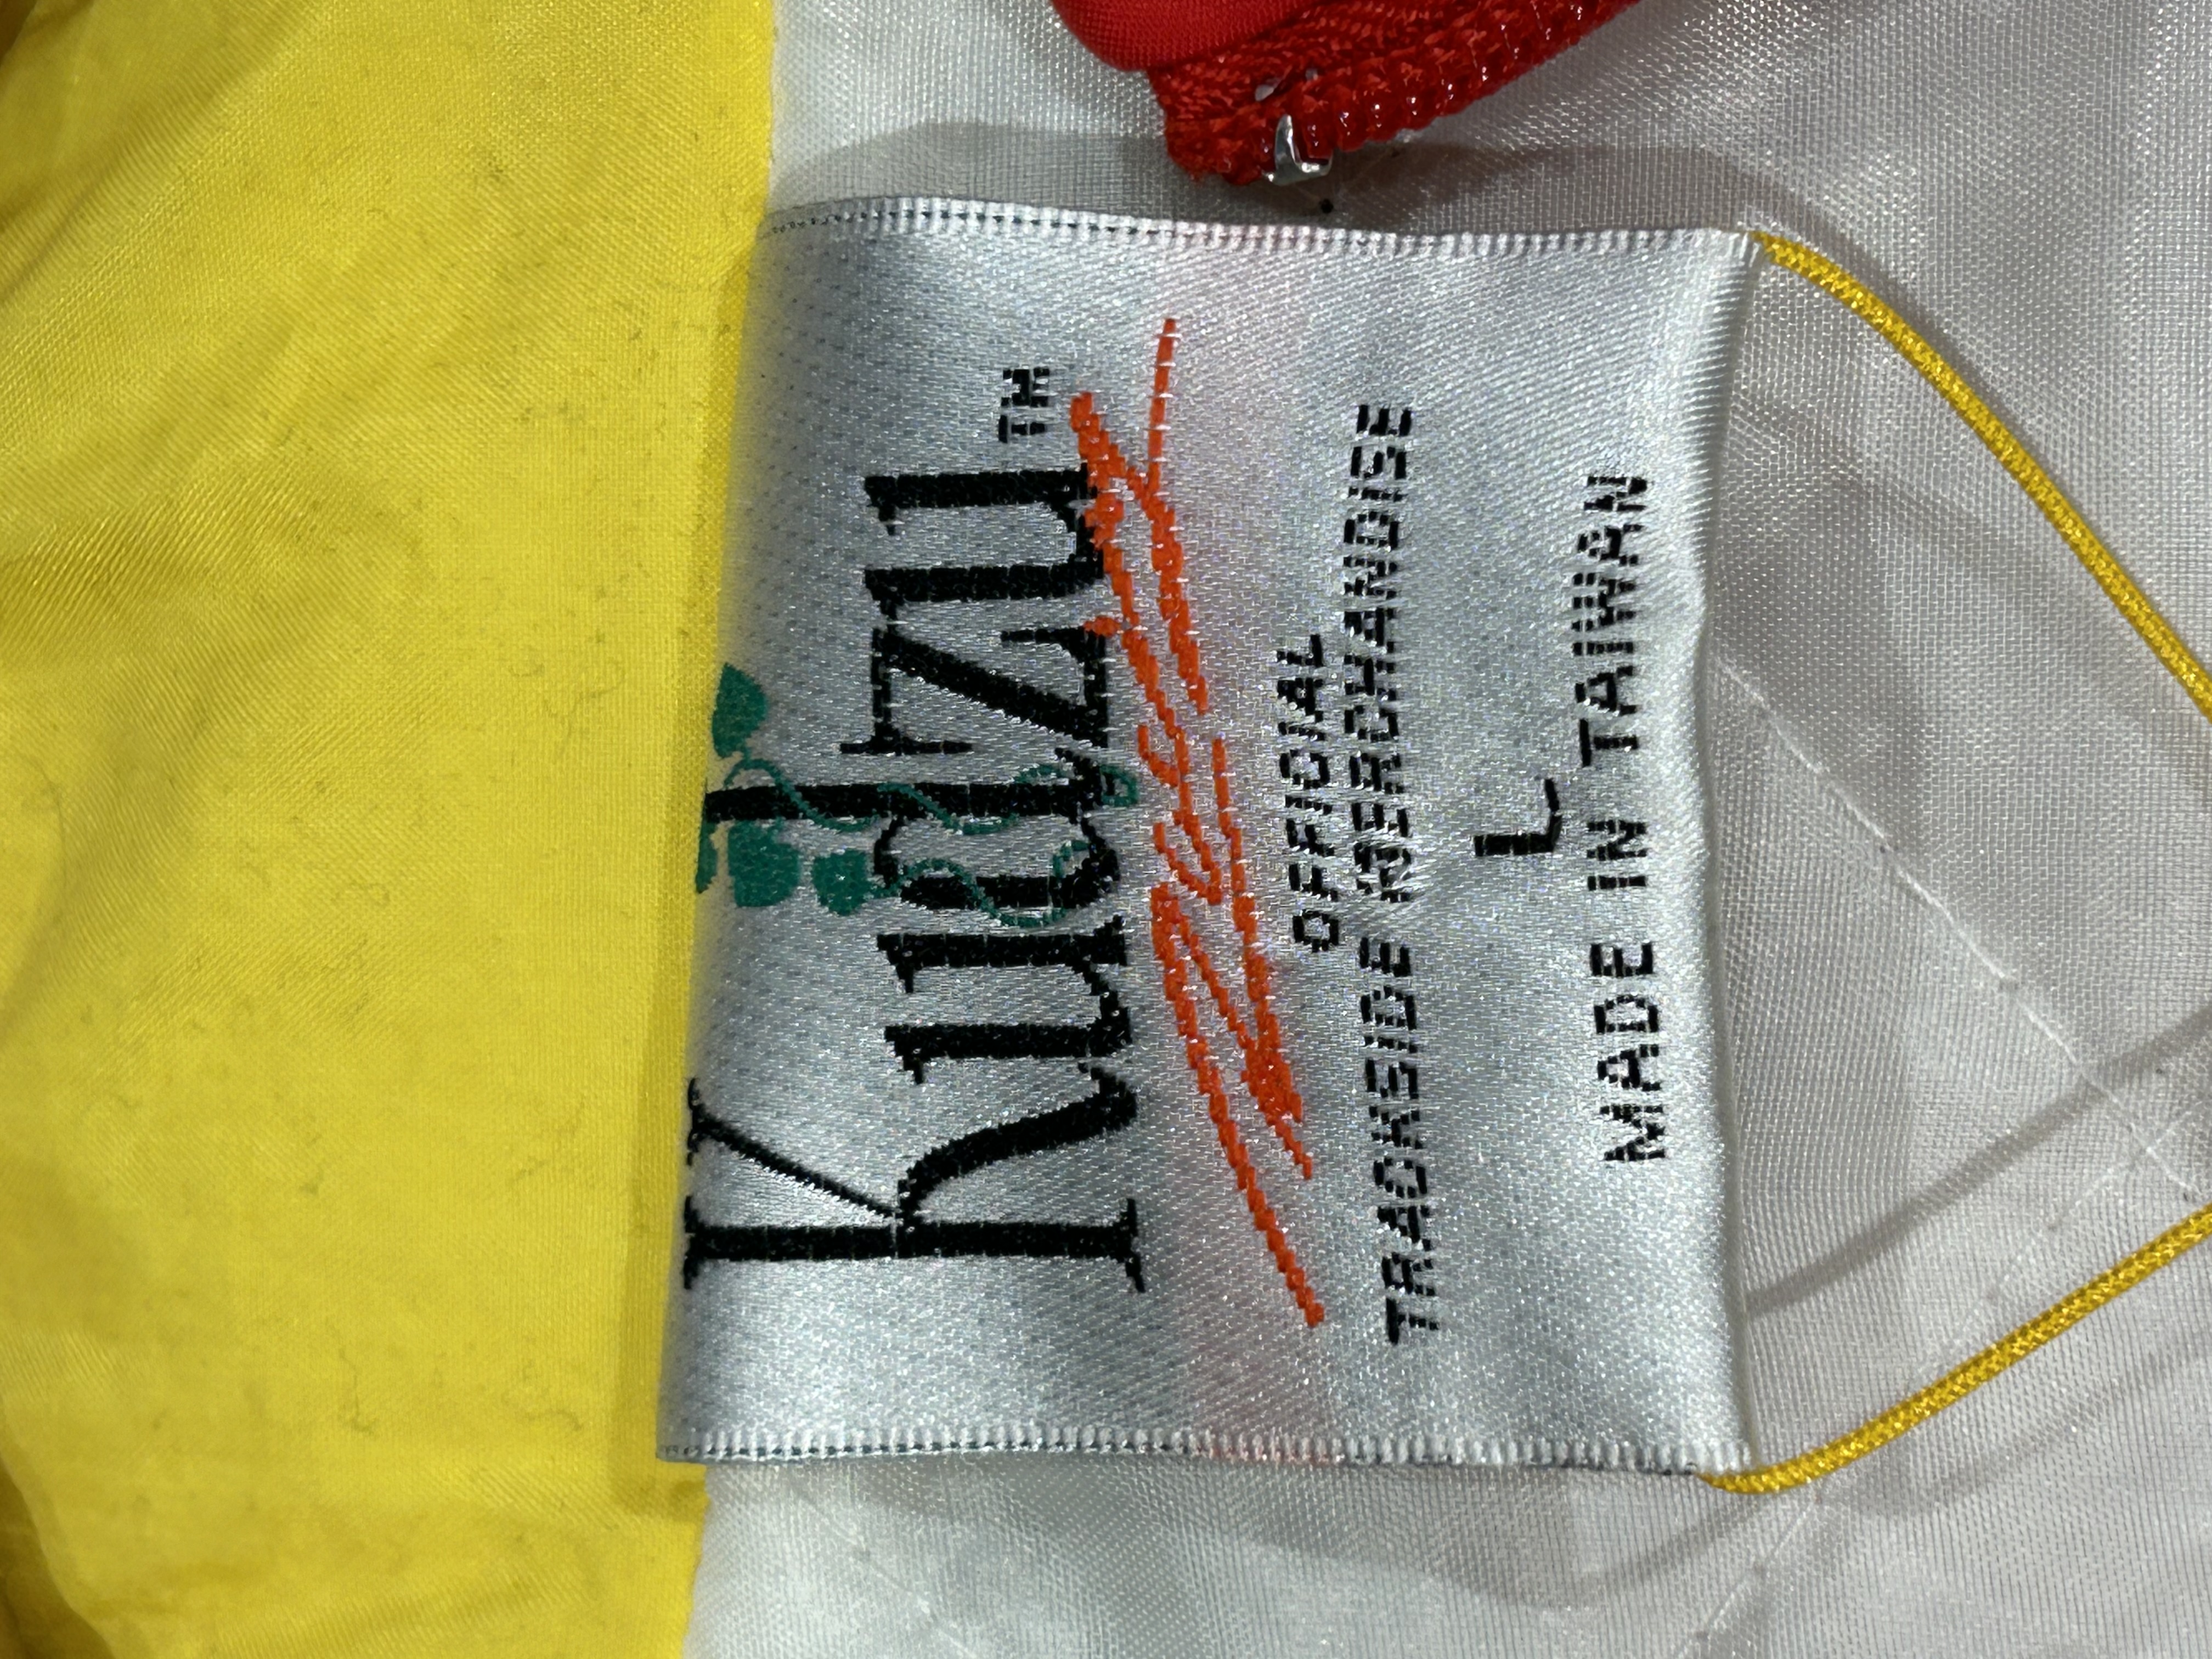 Kudzu™
OFFICIAL
TRACKSIDE MERCHANDISE
L
MADE IN TAIWAN